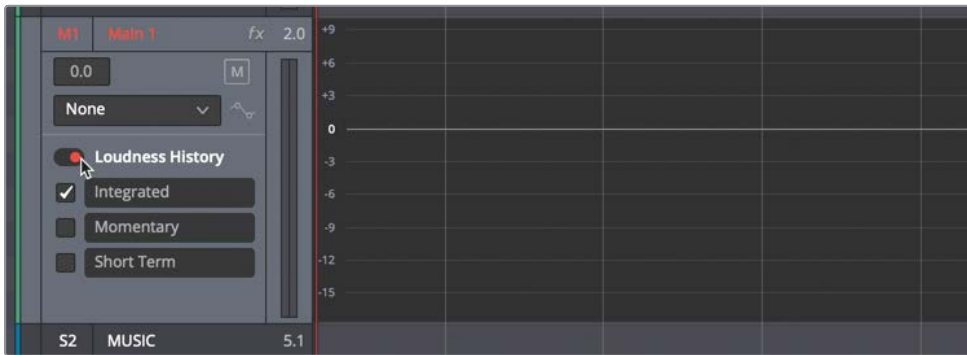 M1 Main 1 fx 2.0
0.0 M
None
Loudness History
Integrated
Momentary
Short Term
+9
+6
+3
0
-3
-6
-9
-12
-15
S2 MUSIC 5.1